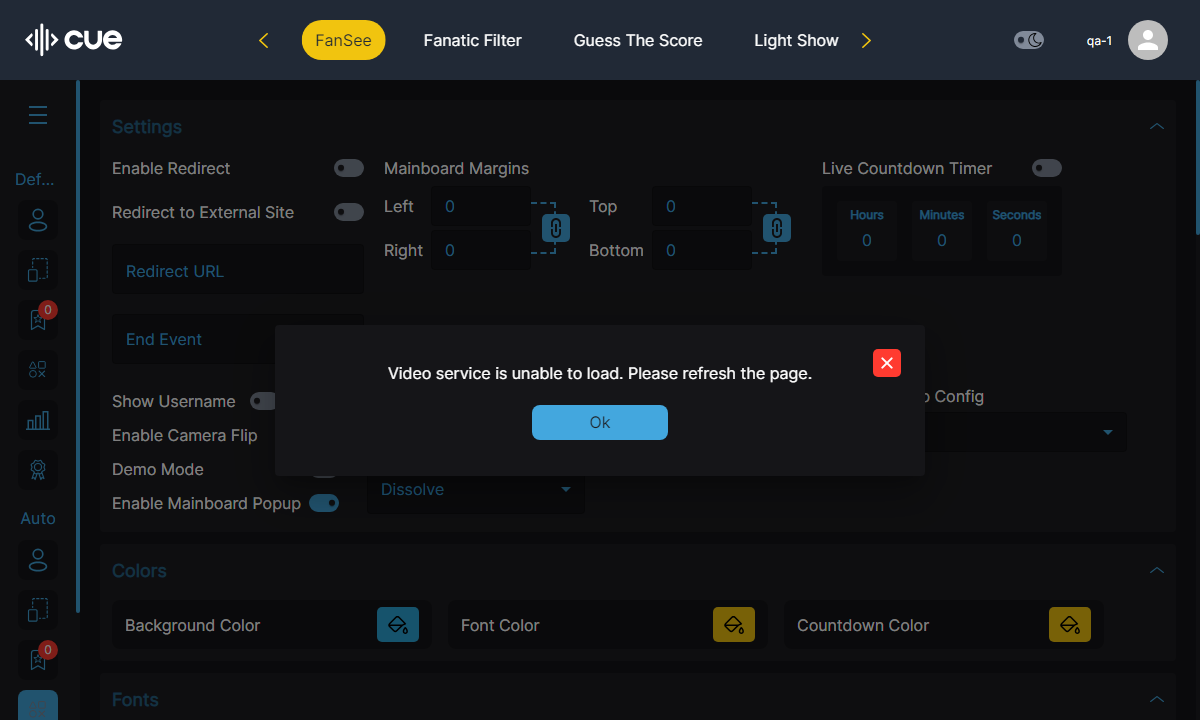 cue
FanSee
Fanatic Filter
Guess The Score
Light Show
qa-1
Def...
0
Auto
0
Settings
Enable Redirect
Redirect to External Site
Redirect URL
End Event
Show Username
Enable Camera Flip
Demo Mode
Enable Mainboard Popup
Mainboard Margins
Left 0
Right 0
Top 0
Bottom 0
Live Countdown Timer
Hours Minutes Seconds
0 0 0
Config
Dissolve
Video service is unable to load. Please refresh the page.
Ok
Colors
Background Color
Font Color
Countdown Color
Fonts